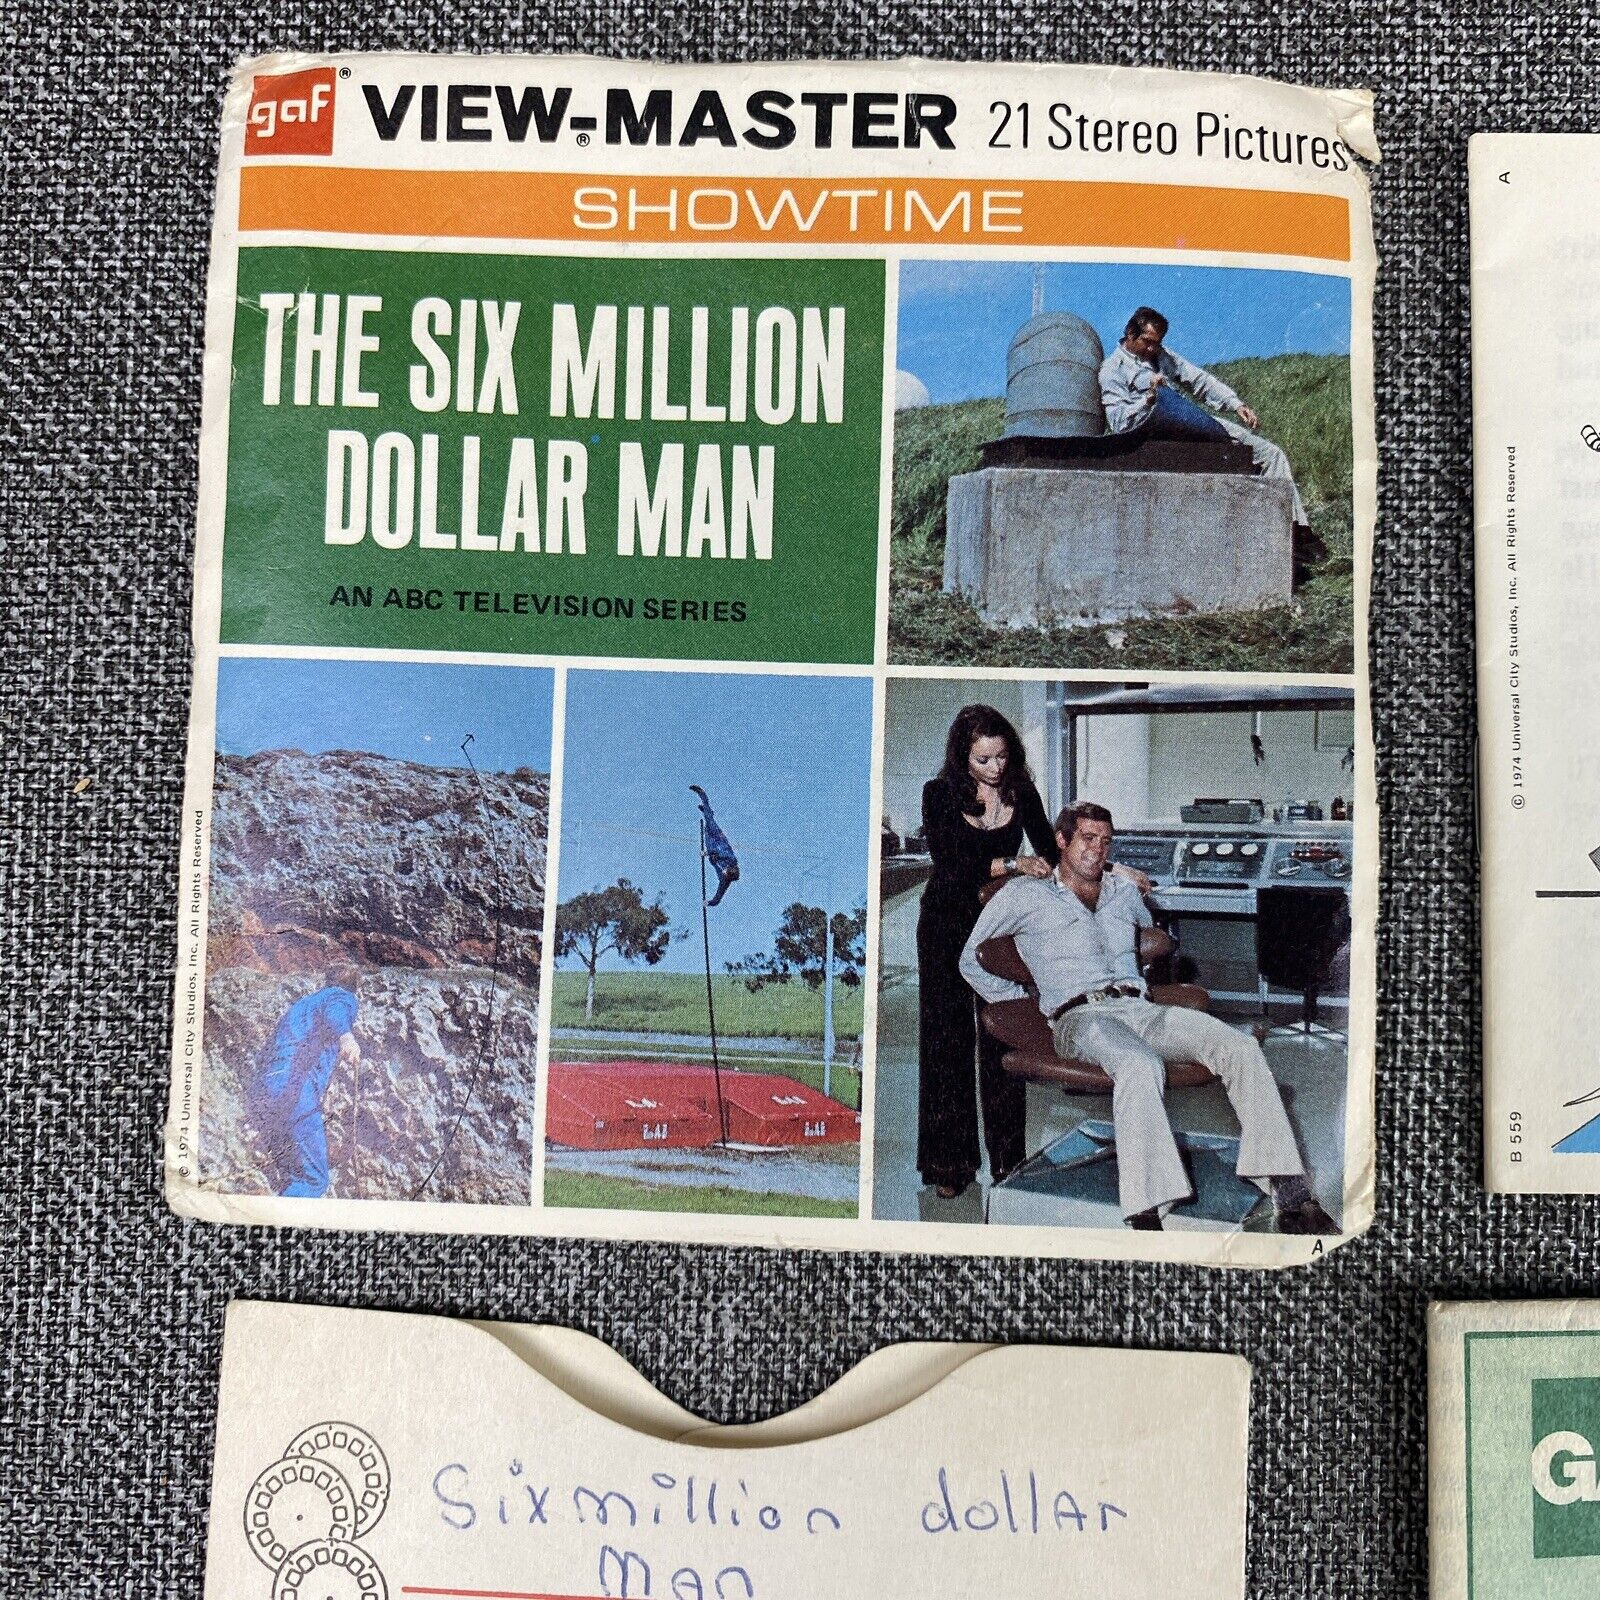 gaf® VIEW-MASTER® 21 Stereo Pictures
SHOWTIME
THE SIX MILLION
DOLLAR MAN
AN ABC TELEVISION SERIES
© 1974 Universal City Studios, Inc. All Rights Reserved
A
A
© 1974 Universal City Studios, Inc. All Rights Reserved
B 559
Sixmillion dollar
Man